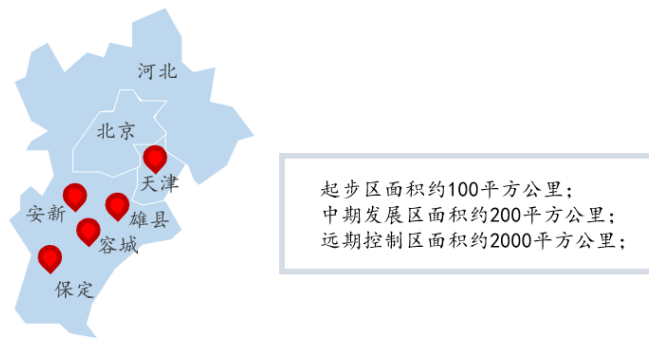 河北
北京
天津
安新
雄县
容城
保定
起步区面积约100平方公里；
中期发展区面积约200平方公里；
远期控制区面积约2000平方公里；